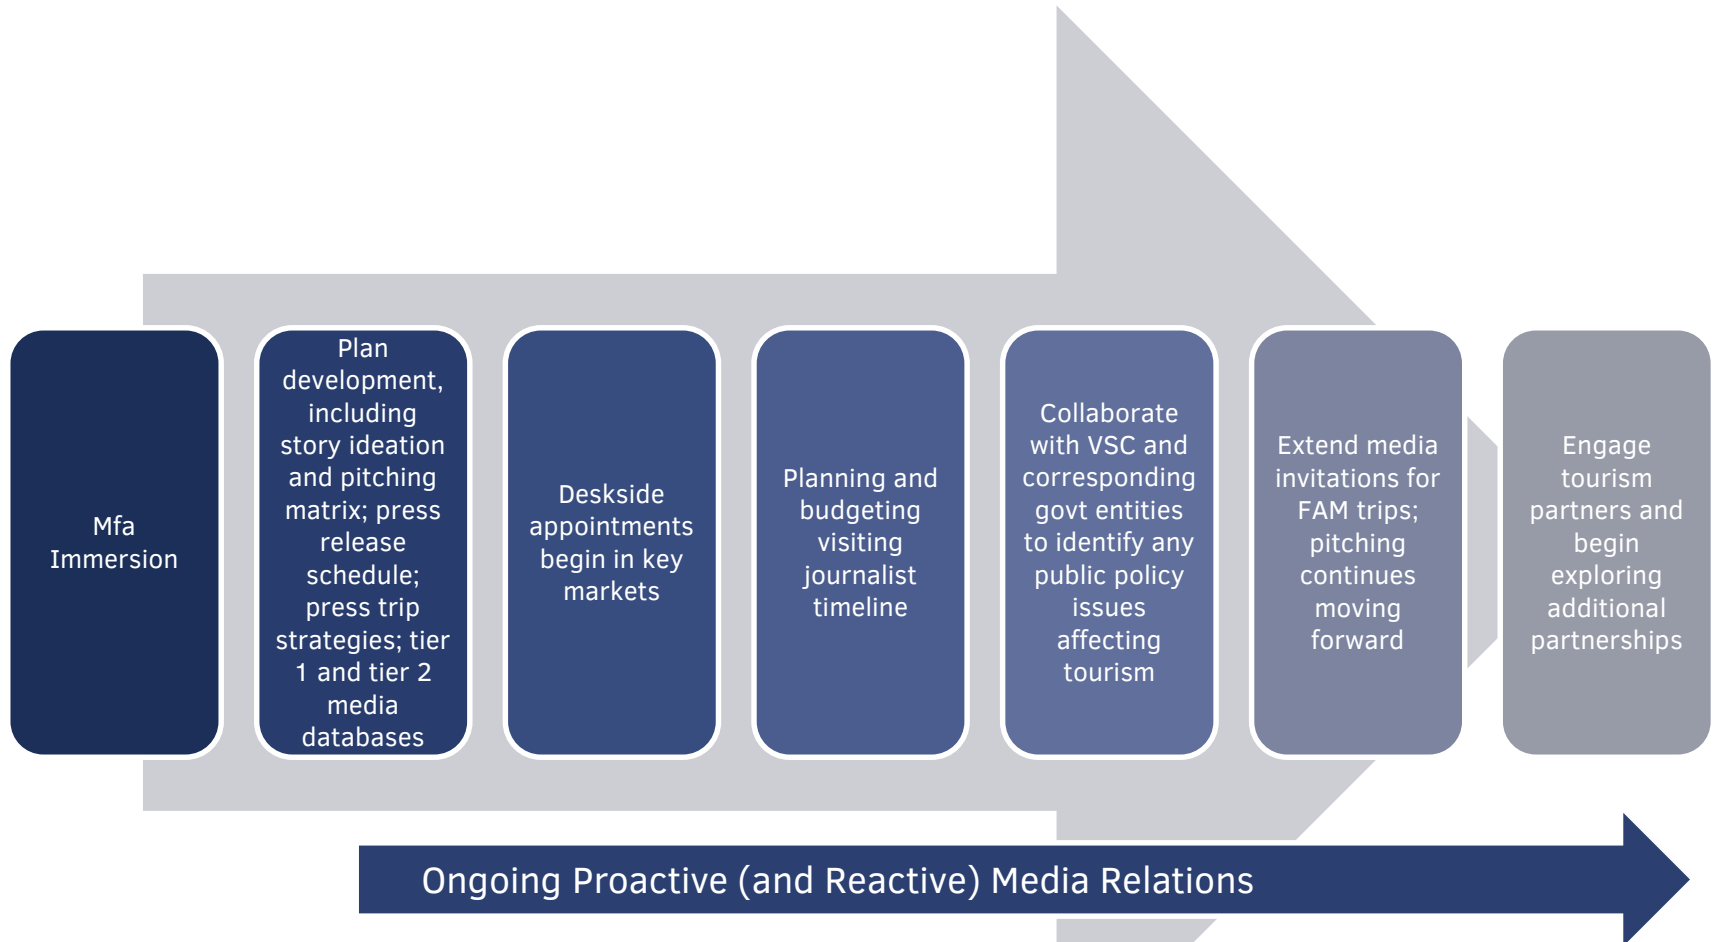 Mfa
Immersion
Plan
development,
including
story ideation
and pitching
matrix; press
release
schedule;
press trip
strategies; tier
1 and tier 2
media
databases
Deskside
appointments
begin in key
markets
Planning and
budgeting
visiting
journalist
timeline
Collaborate
with VSC and
corresponding
govt entities
to identify any
public policy
issues
affecting
tourism
Extend media
invitations for
FAM trips;
pitching
continues
moving
forward
Engage
tourism
partners and
begin
exploring
additional
partnerships
Ongoing Proactive (and Reactive) Media Relations